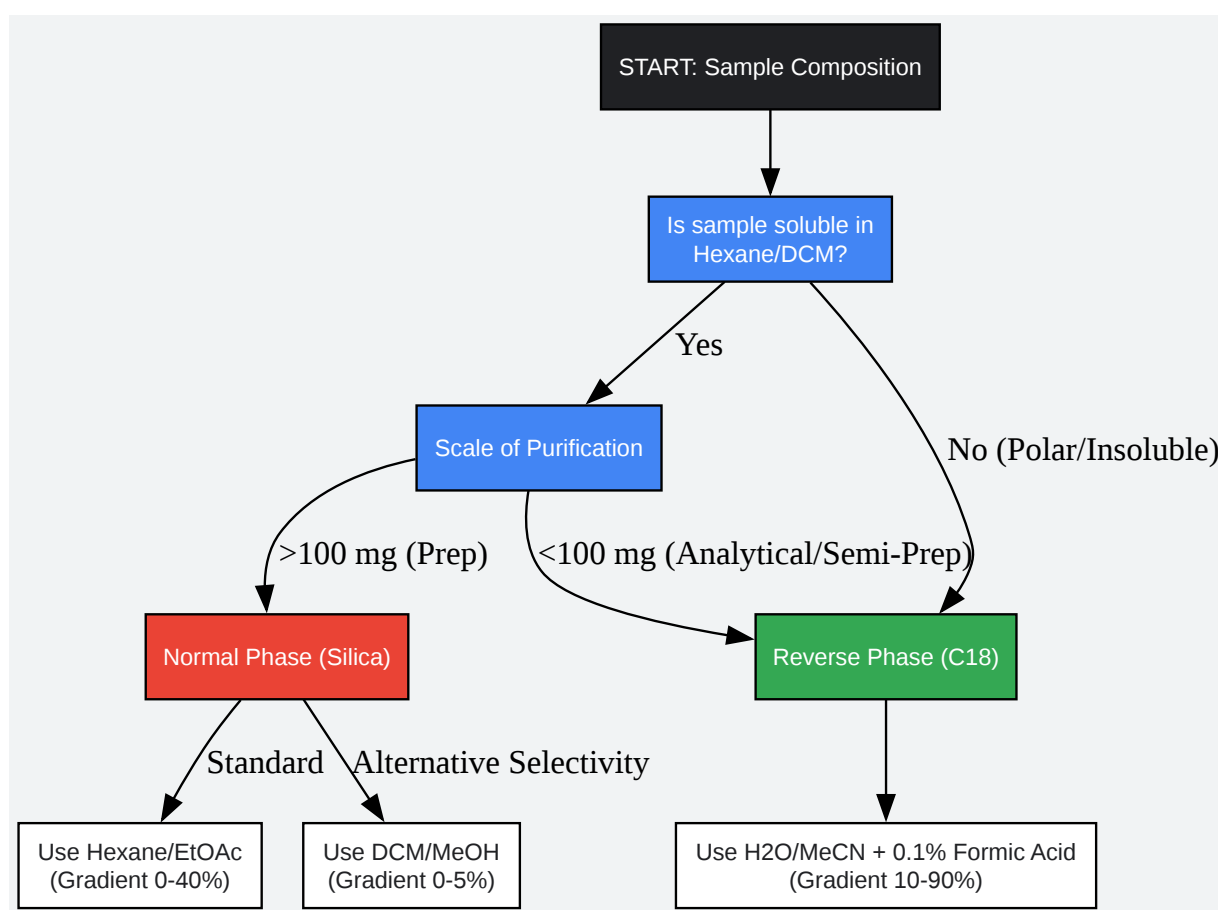 START: Sample Composition
Is sample soluble in
Hexane/DCM?
Yes
No (Polar/Insoluble)
Scale of Purification
>100 mg (Prep)
<100 mg (Analytical/Semi-Prep)
Normal Phase (Silica)
Reverse Phase (C18)
Standard
Alternative Selectivity
Use Hexane/EtOAc
(Gradient 0-40%)
Use DCM/MeOH
(Gradient 0-5%)
Use H2O/MeCN + 0.1% Formic Acid
(Gradient 10-90%)